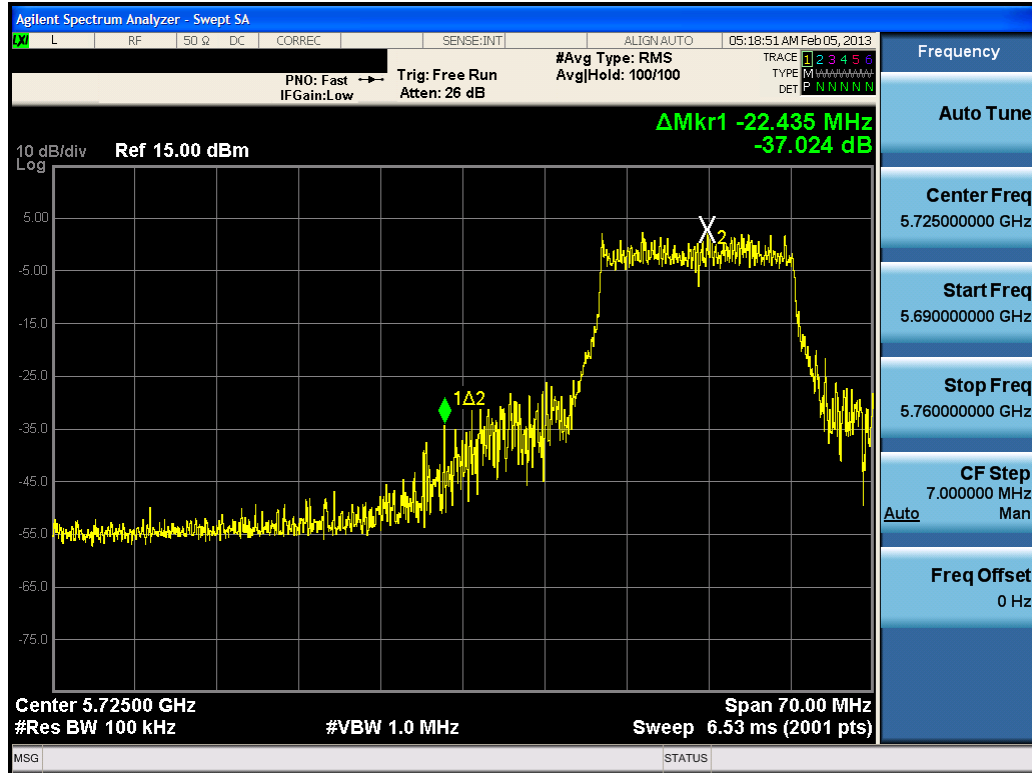 Agilent Spectrum Analyzer - Swept SA
LXI L RF 50 Ω DC CORREC SENSE:INT ALIGN AUTO 05:18:51 AM Feb 05, 2013
PNO: Fast
IFGain:Low
Trig: Free Run
Atten: 26 dB
#Avg Type: RMS
Avg|Hold: 100/100
TRACE 1 2 3 4 5 6
TYPE M W W W W W
DET P N N N N N
ΔMkr1 -22.435 MHz
-37.024 dB
10 dB/div Ref 15.00 dBm
Log
5.00
-5.00
-15.0
-25.0
-35.0
-45.0
-55.0
-65.0
-75.0
X2
1Δ2
Center 5.72500 GHz Span 70.00 MHz
#Res BW 100 kHz #VBW 1.0 MHz Sweep 6.53 ms (2001 pts)
MSG STATUS
Frequency
Auto Tune
Center Freq
5.725000000 GHz
Start Freq
5.690000000 GHz
Stop Freq
5.760000000 GHz
CF Step
7.000000 MHz
Auto Man
Freq Offset
0 Hz